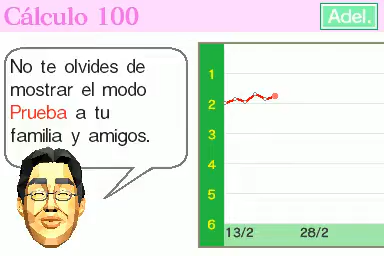 Cálculo 100
Adel.
No te olvides de
mostrar el modo
Prueba a tu
familia y amigos.
1
2
3
4
5
6
13/2 28/2